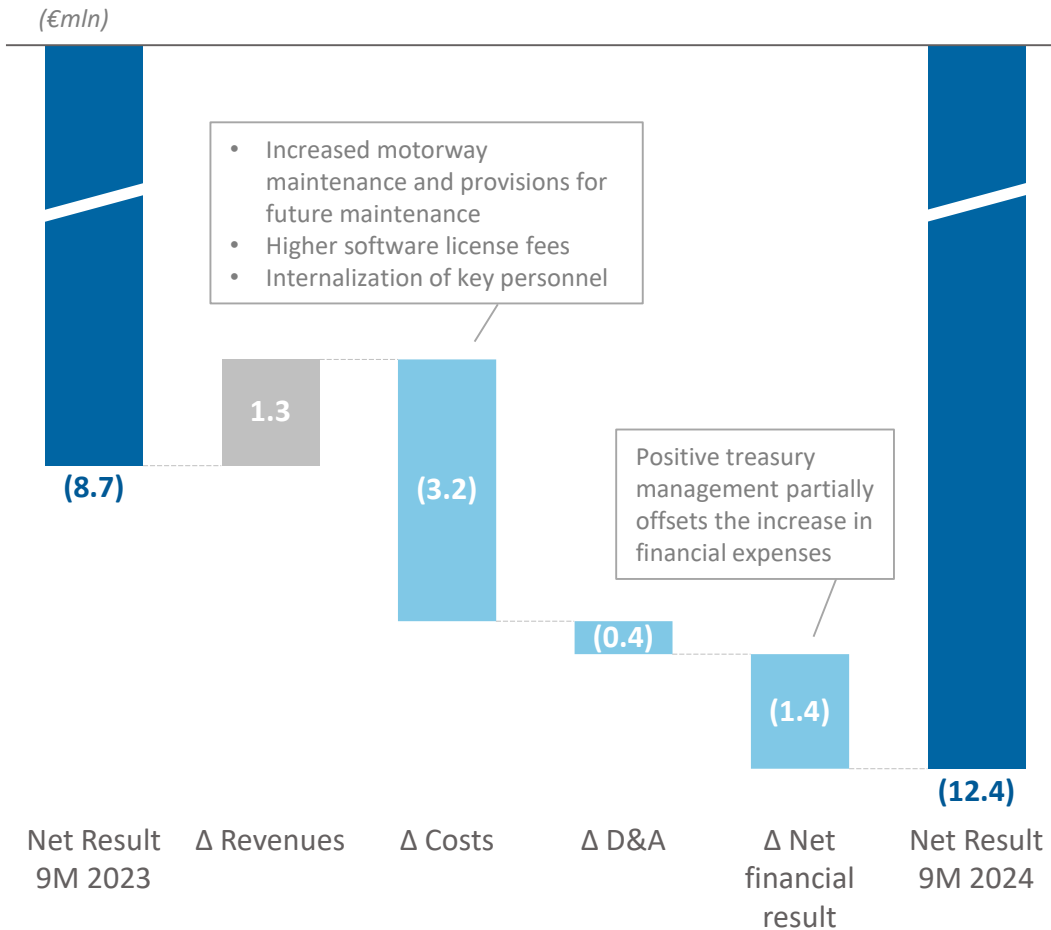 (€mln)
• Increased motorway
maintenance and provisions for
future maintenance
• Higher software license fees
• Internalization of key personnel
1.3
(8.7)
(3.2)
Positive treasury
management partially
offsets the increase in
financial expenses
(0.4)
(1.4)
(12.4)
Net Result
9M 2023
Δ Revenues
Δ Costs
Δ D&A
Δ Net
financial
result
Net Result
9M 2024